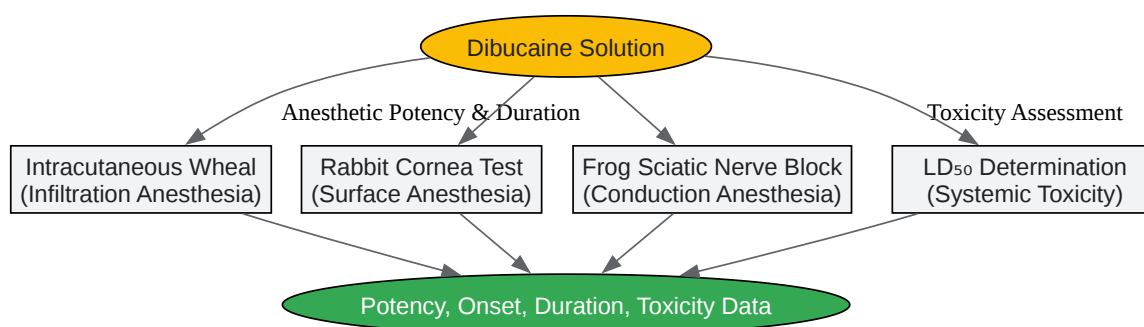 Dibucaine Solution
Anesthetic Potency & Duration
Toxicity Assessment
Intracutaneous Wheal
(Infiltration Anesthesia)
Rabbit Cornea Test
(Surface Anesthesia)
Frog Sciatic Nerve Block
(Conduction Anesthesia)
LD₅₀ Determination
(Systemic Toxicity)
Potency, Onset, Duration, Toxicity Data